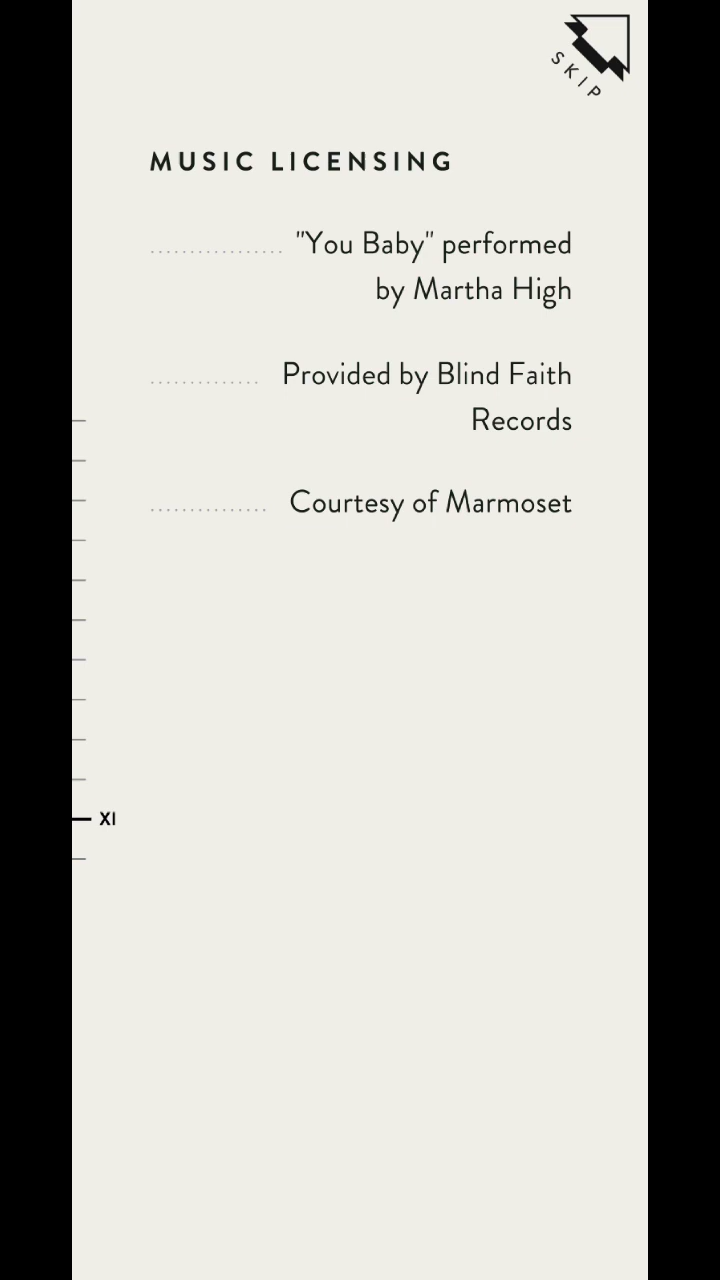 SKIP
MUSIC LICENSING
................ "You Baby" performed
by Martha High
............. Provided by Blind Faith
Records
.............. Courtesy of Marmoset
XI